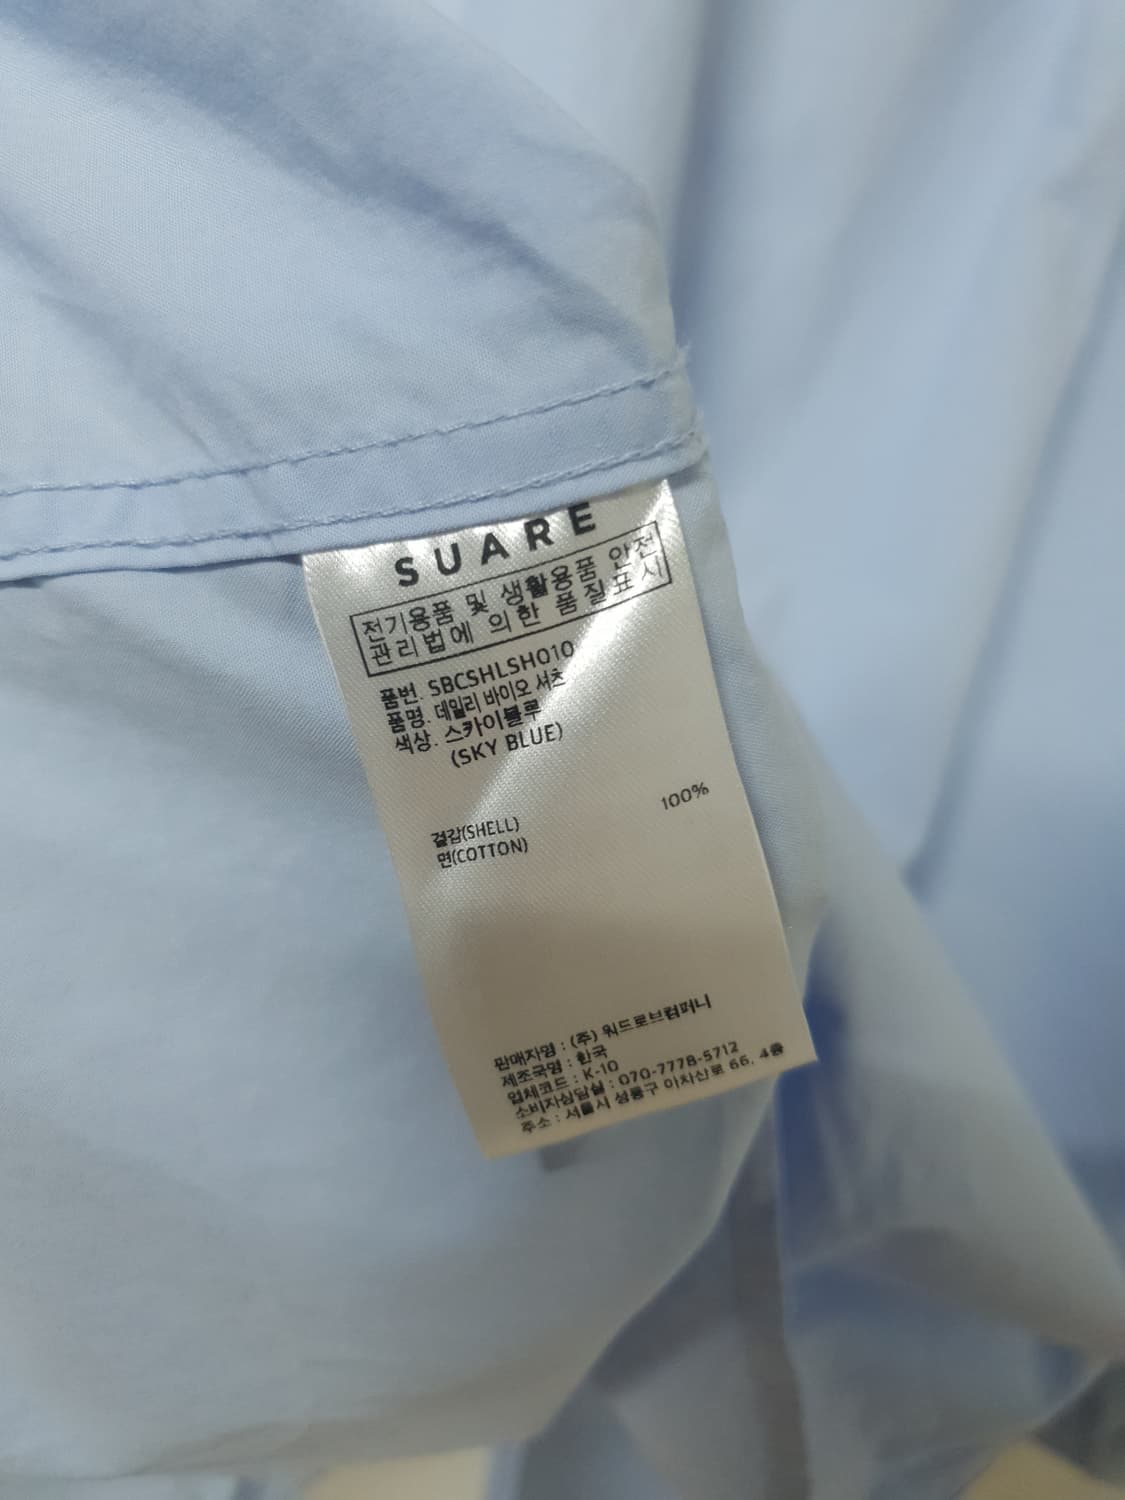 SUARE
전기용품 및 생활용품 안전
관리법에 의한 품질표시
품번. SBCSHLSH010
품명. 데일리 바이오 셔츠
색상. 스카이블루
(SKY BLUE)
100%
겉감(SHELL)
면(COTTON)
판매자명 : (주) 워드로브컴퍼니
제조국명 : 한국
업체코드 : K-10
소비자상담실 : 070-7778-5712
주소 : 서울시 성동구 아차산로 66, 4층